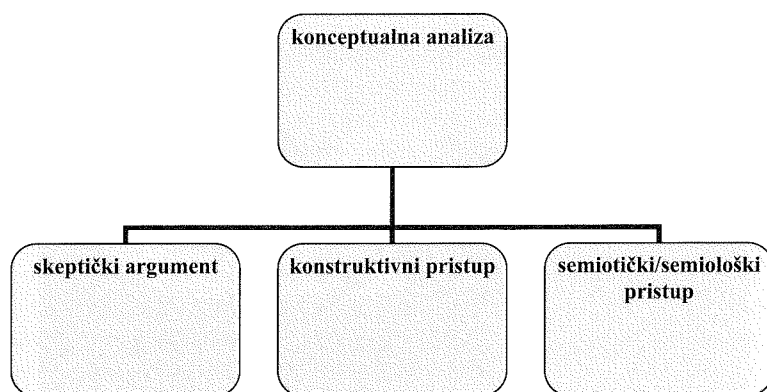 konceptualna analiza
skeptički argument
konstruktivni pristup
semiotički/semiološki
pristup